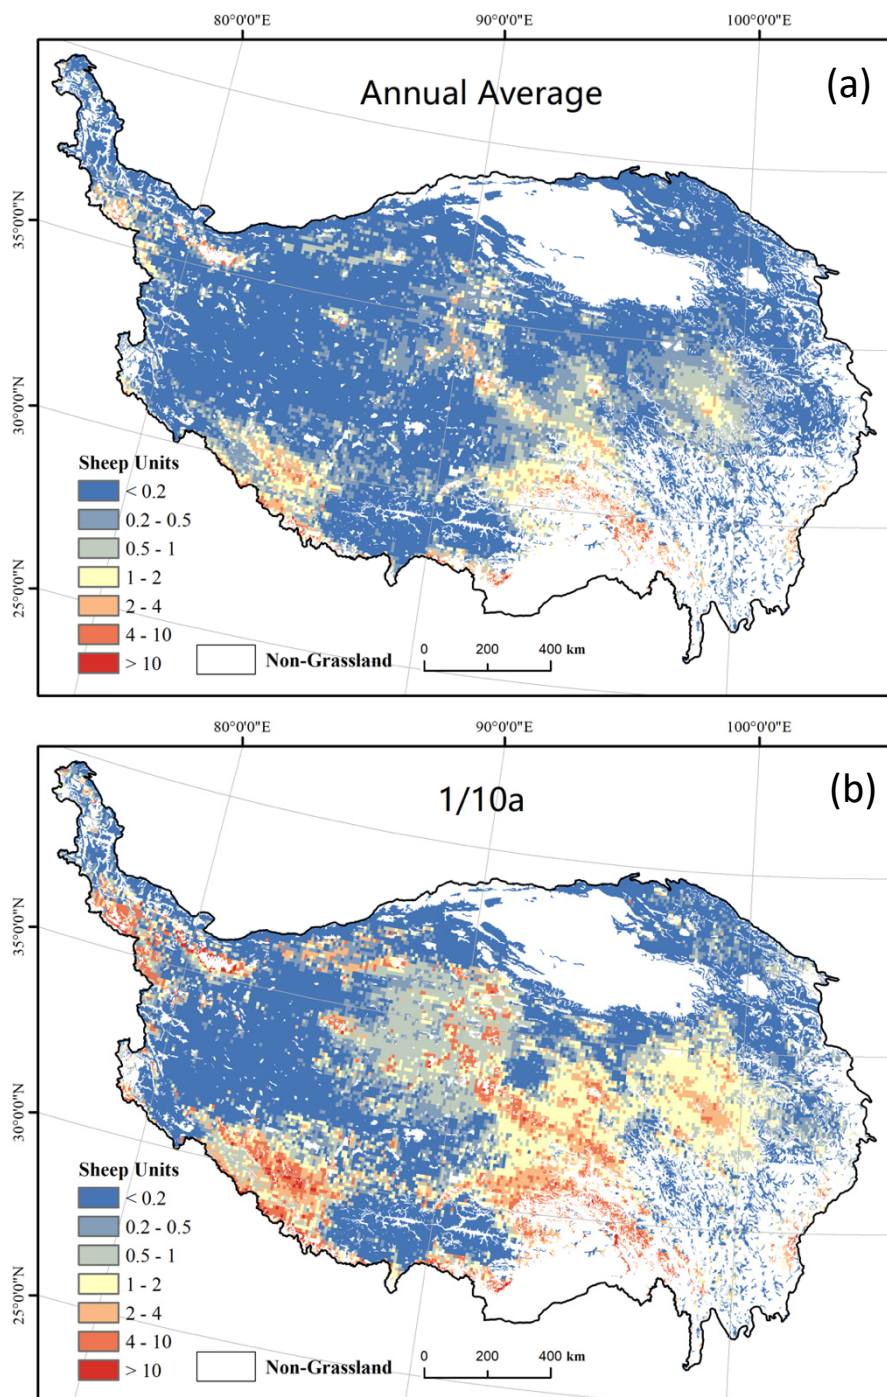 80°0'0"E 90°0'0"E 100°0'0"E
(a)
Annual Average
35°0'0"N
30°0'0"N
25°0'0"N
Sheep Units
< 0.2
0.2 - 0.5
0.5 - 1
1 - 2
2 - 4
4 - 10
> 10
Non-Grassland
0 200 400 km
80°0'0"E 90°0'0"E 100°0'0"E
(b)
1/10a
35°0'0"N
30°0'0"N
25°0'0"N
Sheep Units
< 0.2
0.2 - 0.5
0.5 - 1
1 - 2
2 - 4
4 - 10
> 10
Non-Grassland
0 200 400 km